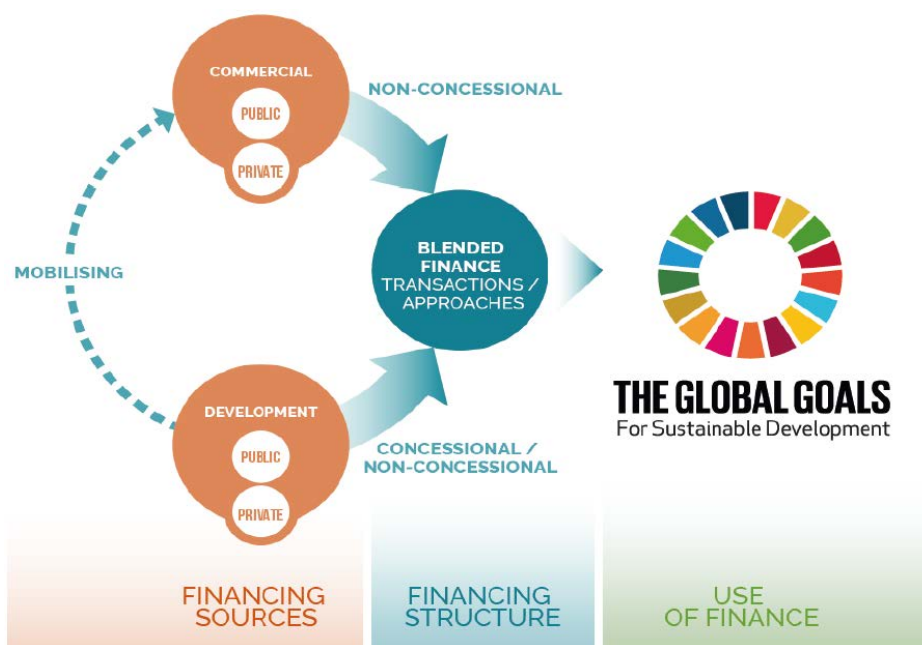 COMMERCIAL
PUBLIC
PRIVATE
NON-CONCESSIONAL
MOBILISING
BLENDED
FINANCE
TRANSACTIONS /
APPROACHES
DEVELOPMENT
PUBLIC
PRIVATE
CONCESSIONAL /
NON-CONCESSIONAL
THE GLOBAL GOALS
For Sustainable Development
FINANCING
SOURCES
FINANCING
STRUCTURE
USE
OF FINANCE